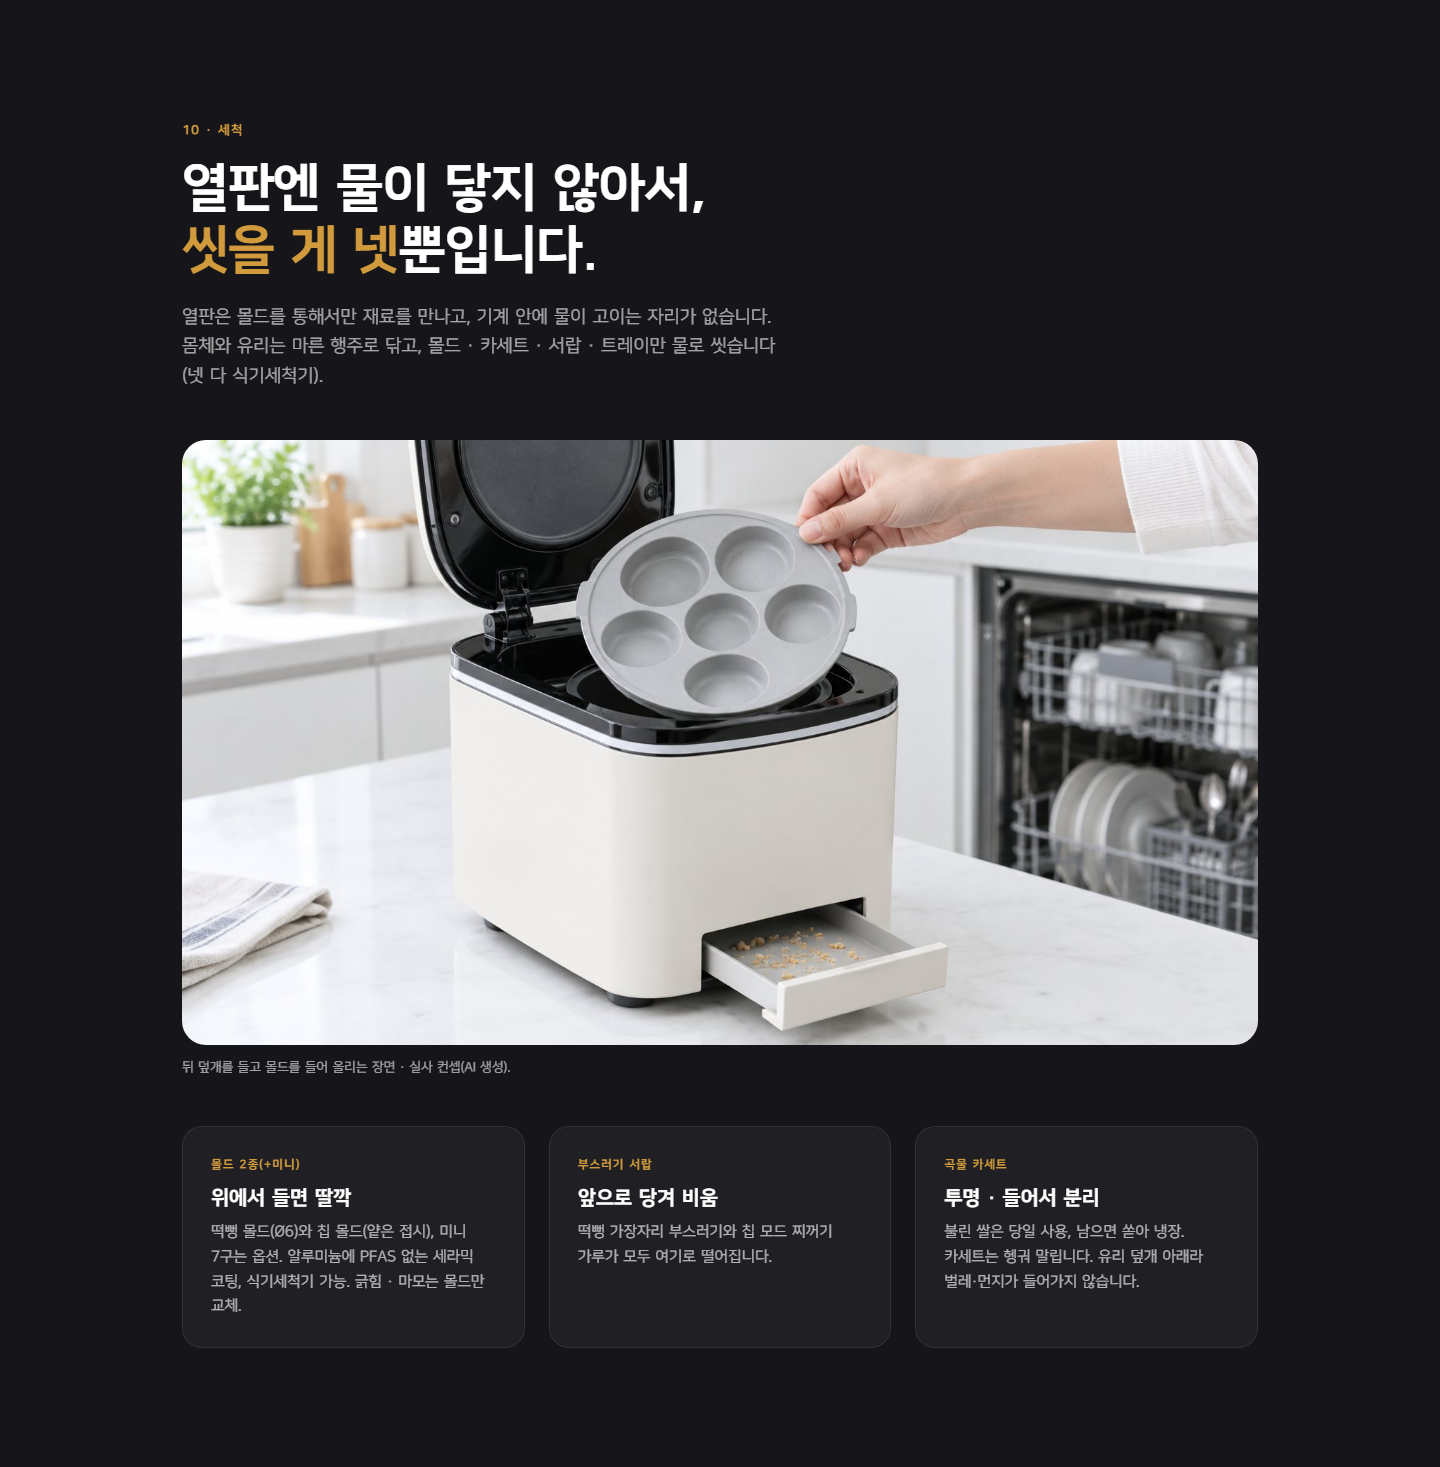 10 · 세척
열판엔 물이 닿지 않아서,
씻을 게 넷뿐입니다.
열판은 몰드를 통해서만 재료를 만나고, 기계 안에 물이 고이는 자리가 없습니다.
몸체와 유리는 마른 행주로 닦고, 몰드 · 카세트 · 서랍 · 트레이만 물로 씻습니다
(넷 다 식기세척기).
뒤 덮개를 들고 몰드를 들어 올리는 장면 · 실사 컨셉(AI 생성).
몰드 2종(+미니)
위에서 들면 딸깍
떡뻥 몰드(Ø6)와 칩 몰드(얕은 접시), 미니
7구는 옵션. 알루미늄에 PFAS 없는 세라믹
코팅, 식기세척기 가능. 긁힘 · 마모는 몰드만
교체.
부스러기 서랍
앞으로 당겨 비움
떡뻥 가장자리 부스러기와 칩 모드 찌꺼기
가루가 모두 여기로 떨어집니다.
곡물 카세트
투명 · 들어서 분리
불린 쌀은 당일 사용, 남으면 쏟아 냉장.
카세트는 헹궈 말립니다. 유리 덮개 아래라
벌레·먼지가 들어가지 않습니다.